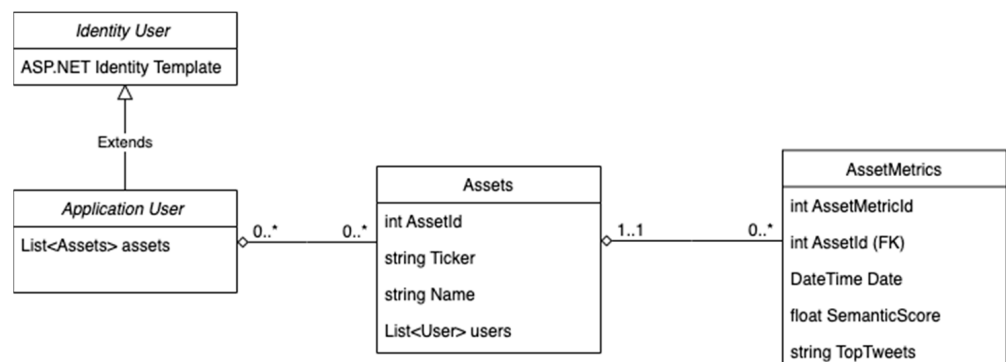 Identity User
ASP.NET Identity Template
Extends
Application User
List<Assets> assets
0..*
0..*
Assets
int AssetId
string Ticker
string Name
List<User> users
1..1
0..*
AssetMetrics
int AssetMetricId
int AssetId (FK)
DateTime Date
float SemanticScore
string TopTweets